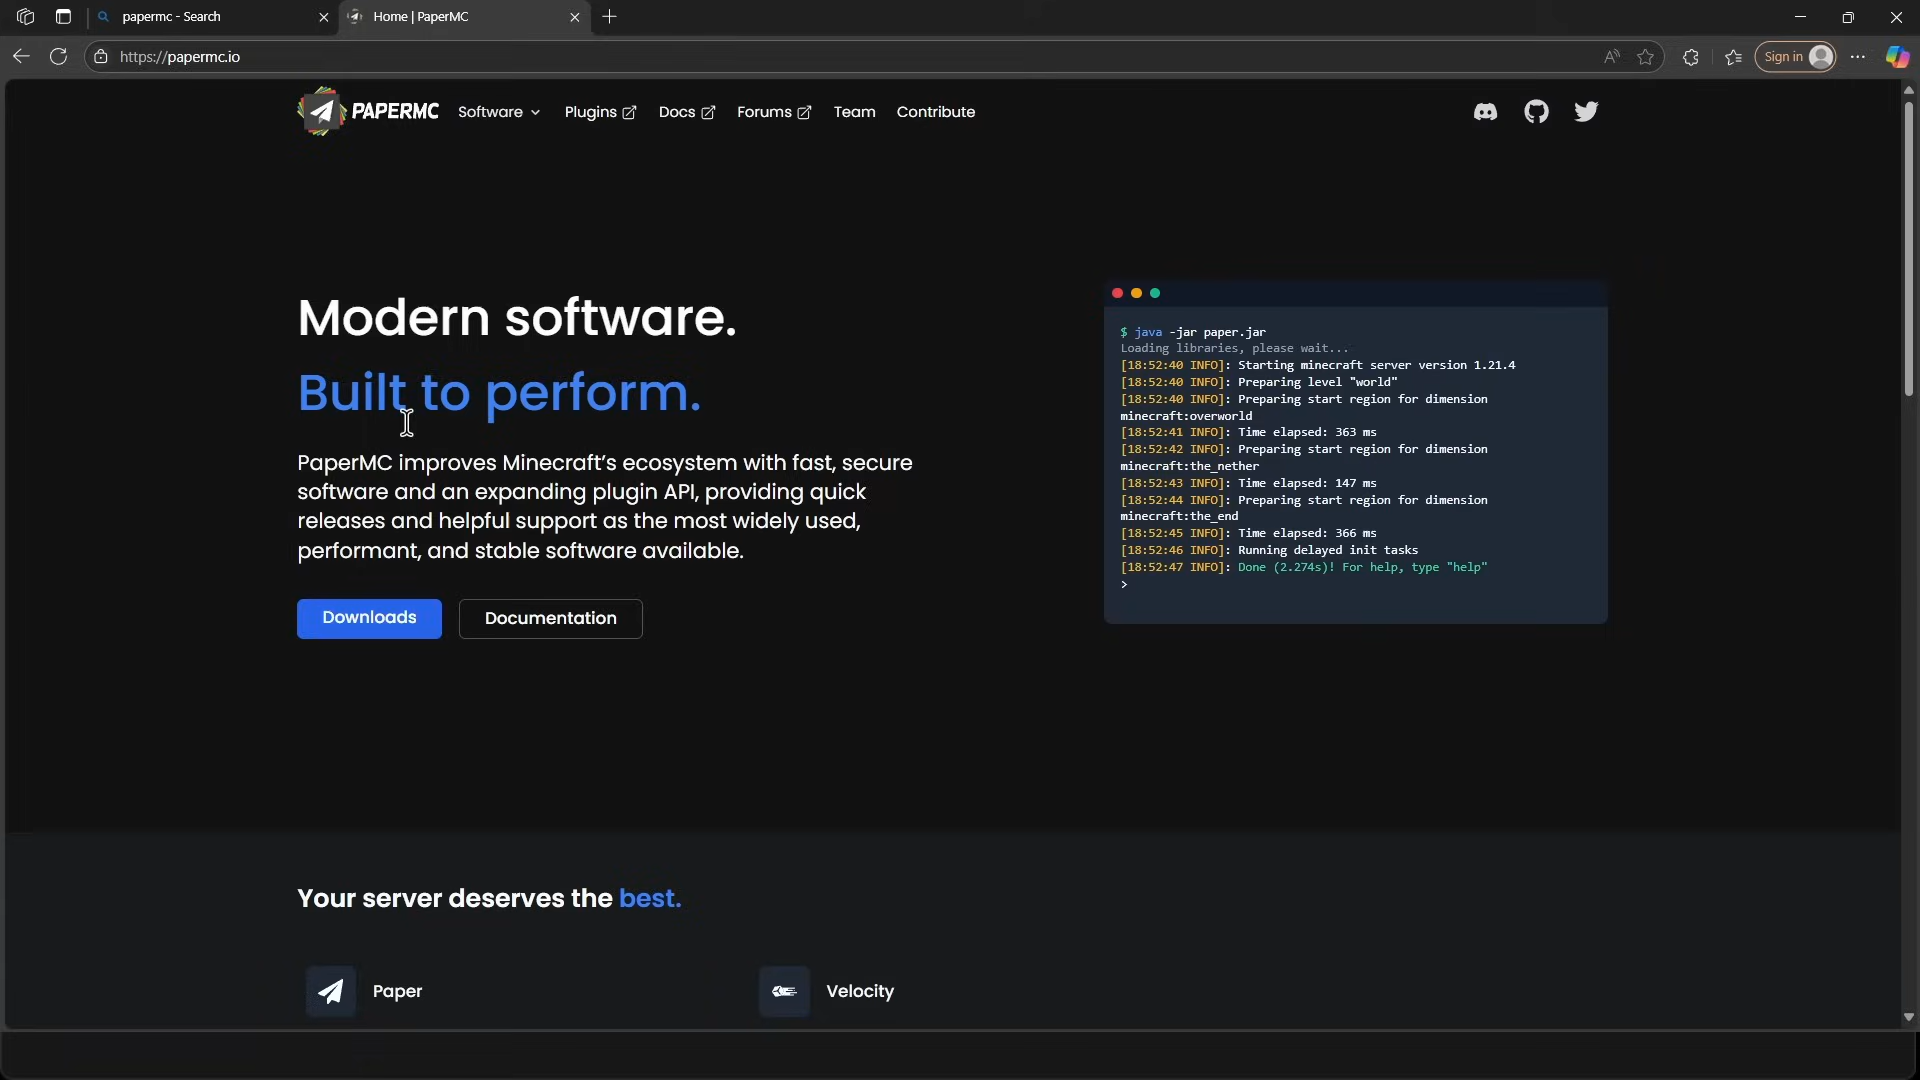 papermc - Search
Home | PaperMC
https://papermc.io
Sign in
PAPERMC Software Plugins Docs Forums Team Contribute
Modern software.
Built to perform.
PaperMC improves Minecraft's ecosystem with fast, secure
software and an expanding plugin API, providing quick
releases and helpful support as the most widely used,
performant, and stable software available.
Downloads
Documentation
$ java -jar paper.jar
Loading libraries, please wait...
[18:52:40 INFO]: Starting minecraft server version 1.21.4
[18:52:40 INFO]: Preparing level "world"
[18:52:40 INFO]: Preparing start region for dimension
minecraft:overworld
[18:52:41 INFO]: Time elapsed: 363 ms
[18:52:42 INFO]: Preparing start region for dimension
minecraft:the_nether
[18:52:43 INFO]: Time elapsed: 147 ms
[18:52:44 INFO]: Preparing start region for dimension
minecraft:the_end
[18:52:45 INFO]: Time elapsed: 366 ms
[18:52:46 INFO]: Running delayed init tasks
[18:52:47 INFO]: Done (2.274s)! For help, type "help"
>
Your server deserves the best.
Paper
Velocity